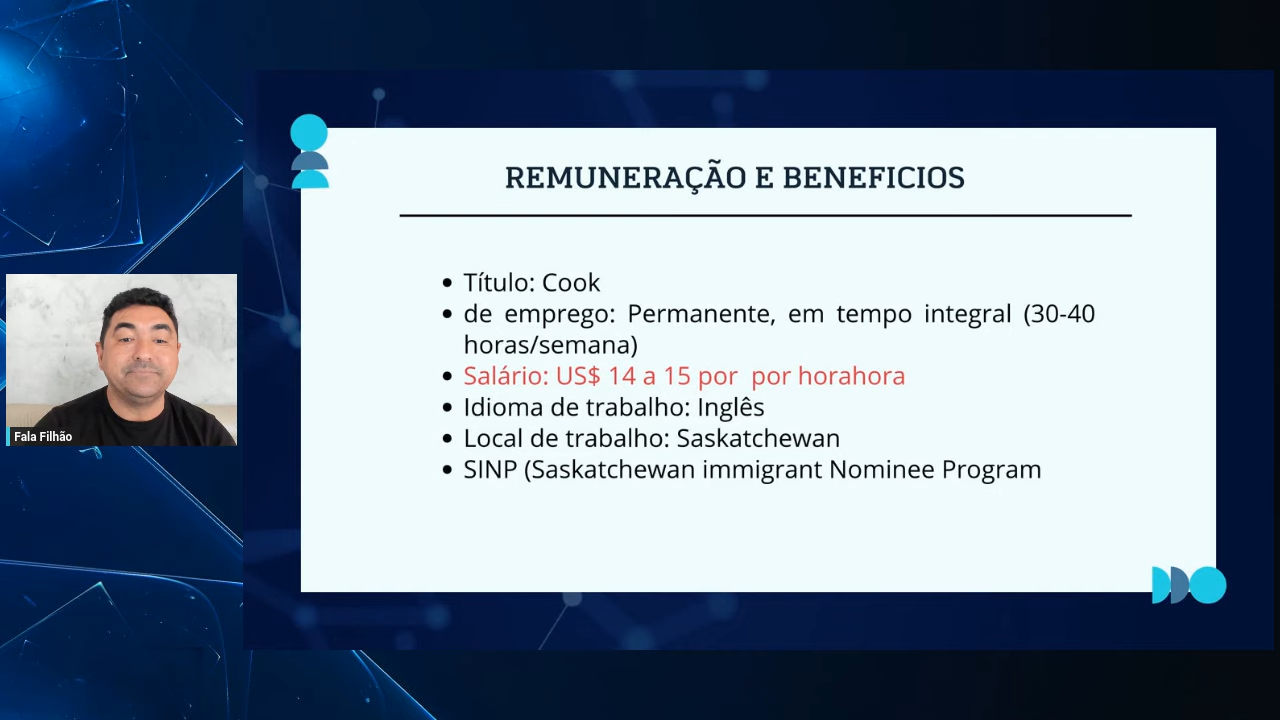 REMUNERAÇÃO E BENEFICIOS
Título: Cook
de emprego: Permanente, em tempo integral (30-40
horas/semana)
Salário: US$ 14 a 15 por  por horahora
Idioma de trabalho: Inglês
Local de trabalho: Saskatchewan
SINP (Saskatchewan immigrant Nominee Program
Fala Filhão